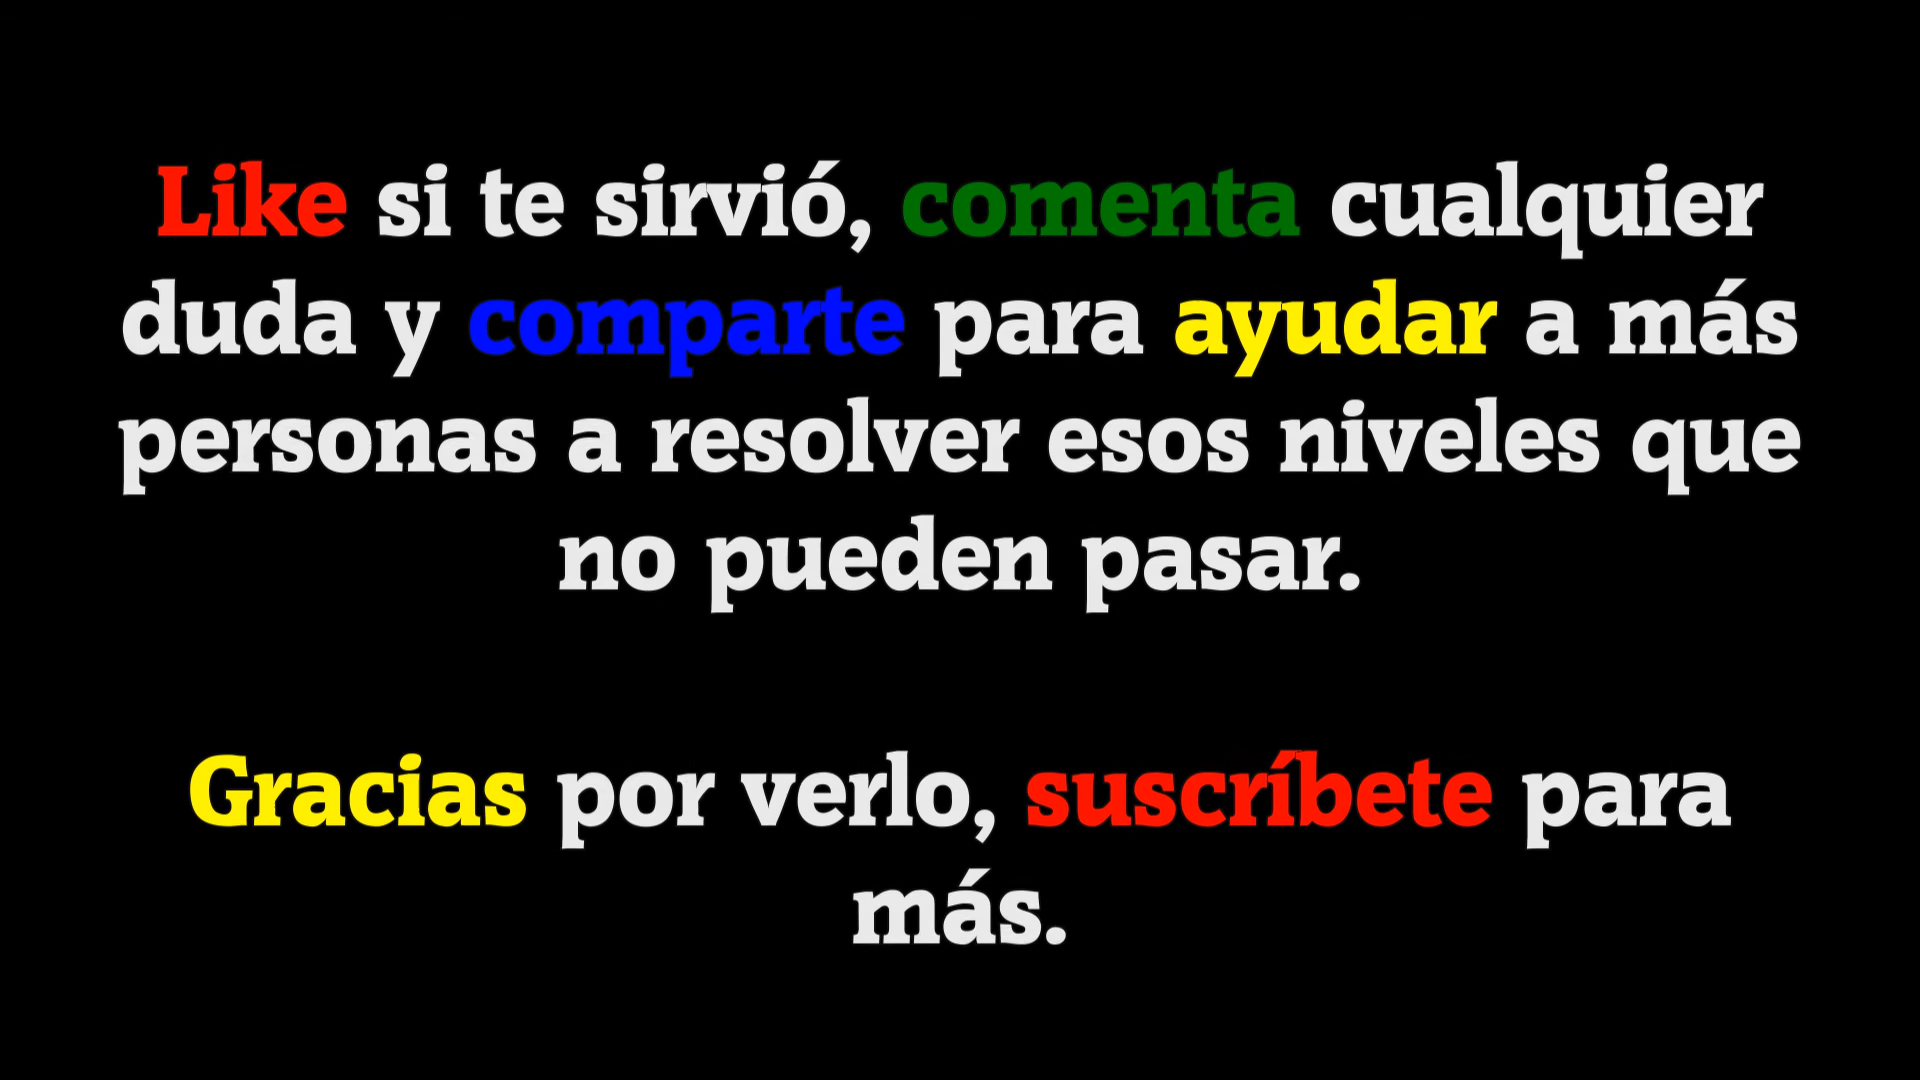 Like si te sirvió, comenta cualquier
duda y comparte para ayudar a más
personas a resolver esos niveles que
no pueden pasar.
Gracias por verlo, suscríbete para
más.